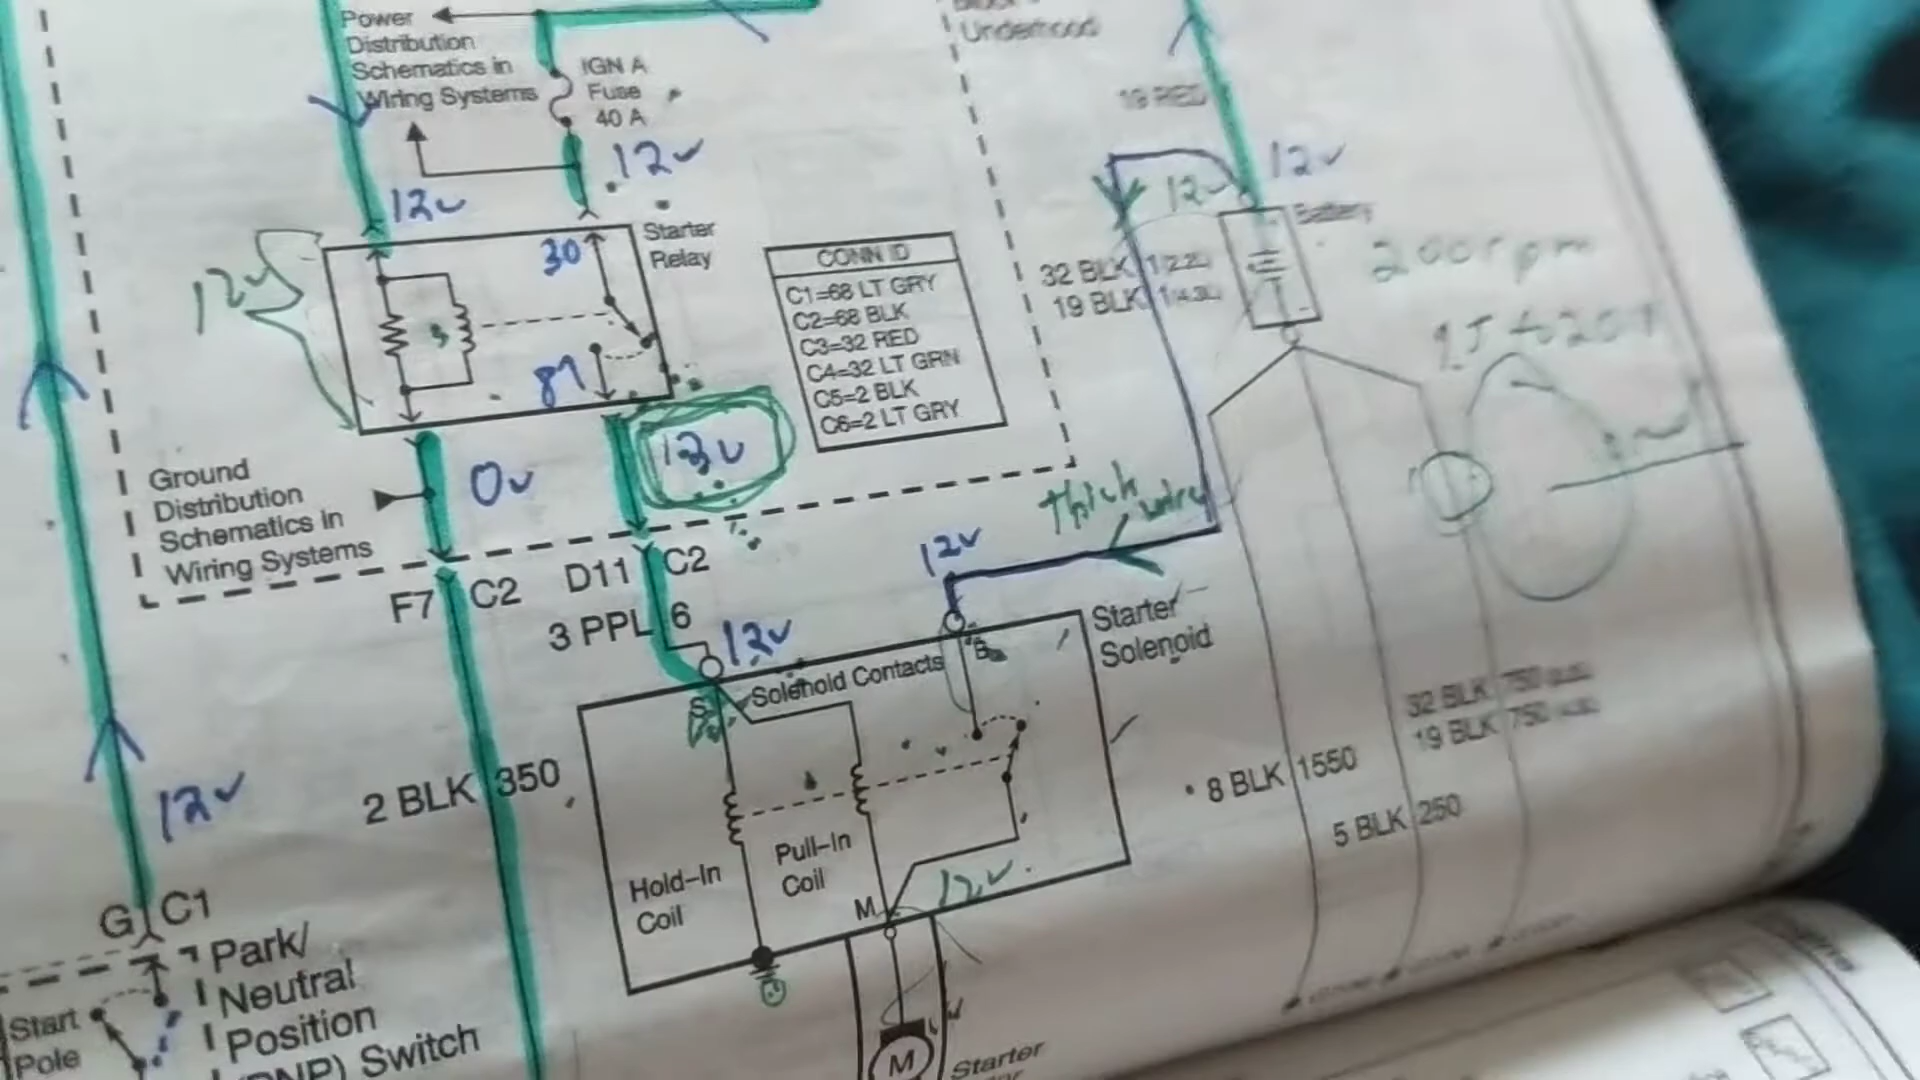 Power
Distribution
Schematics in
Wiring Systems
IGN A
Fuse
40 A
12v
12v
12v
Starter
Relay
30
87
Underhood
19 RED
12v
12v
Battery
CONN ID
C1=68 LT GRY
C2=68 BLK
C3=32 RED
C4=32 LT GRN
C5=2 BLK
C6=2 LT GRY
32 BLK 1(2.2L)
19 BLK 1(4.3L)
200rpm
Ground
Distribution
Schematics in
Wiring Systems
0v
12v
Thick wire
F7 C2
D11 C2
3 PPL 6
12v
12v
S
Solenoid Contacts
B
Starter
Solenoid
2 BLK 350
Hold-In
Coil
Pull-In
Coil
M
12v
8 BLK 1550
5 BLK 250
32 BLK 750
19 BLK 750
12v
G C1
Park/
Neutral
Position
(PNP) Switch
Start
Pole
M
Starter